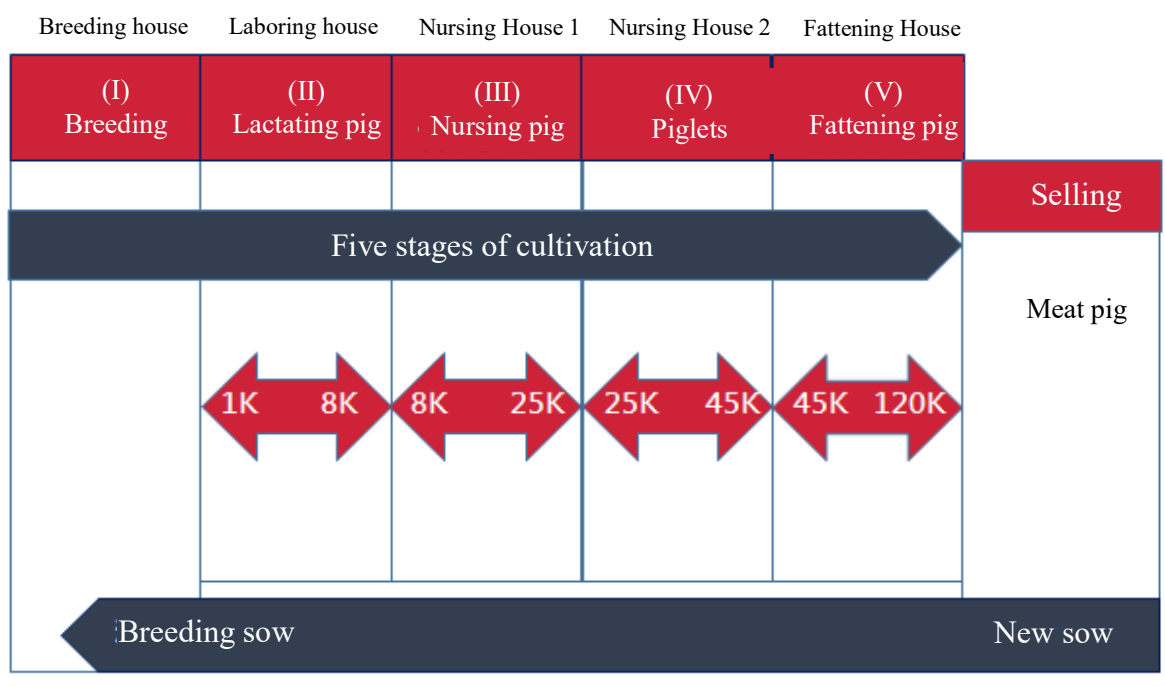 Breeding house
Laboring house
Nursing House 1
Nursing House 2
Fattening House
(I)
Breeding
(II)
Lactating pig
(III)
Nursing pig
(IV)
Piglets
(V)
Fattening pig
Selling
Five stages of cultivation
Meat pig
1K 8K
8K 25K
25K 45K
45K 120K
Breeding sow
New sow